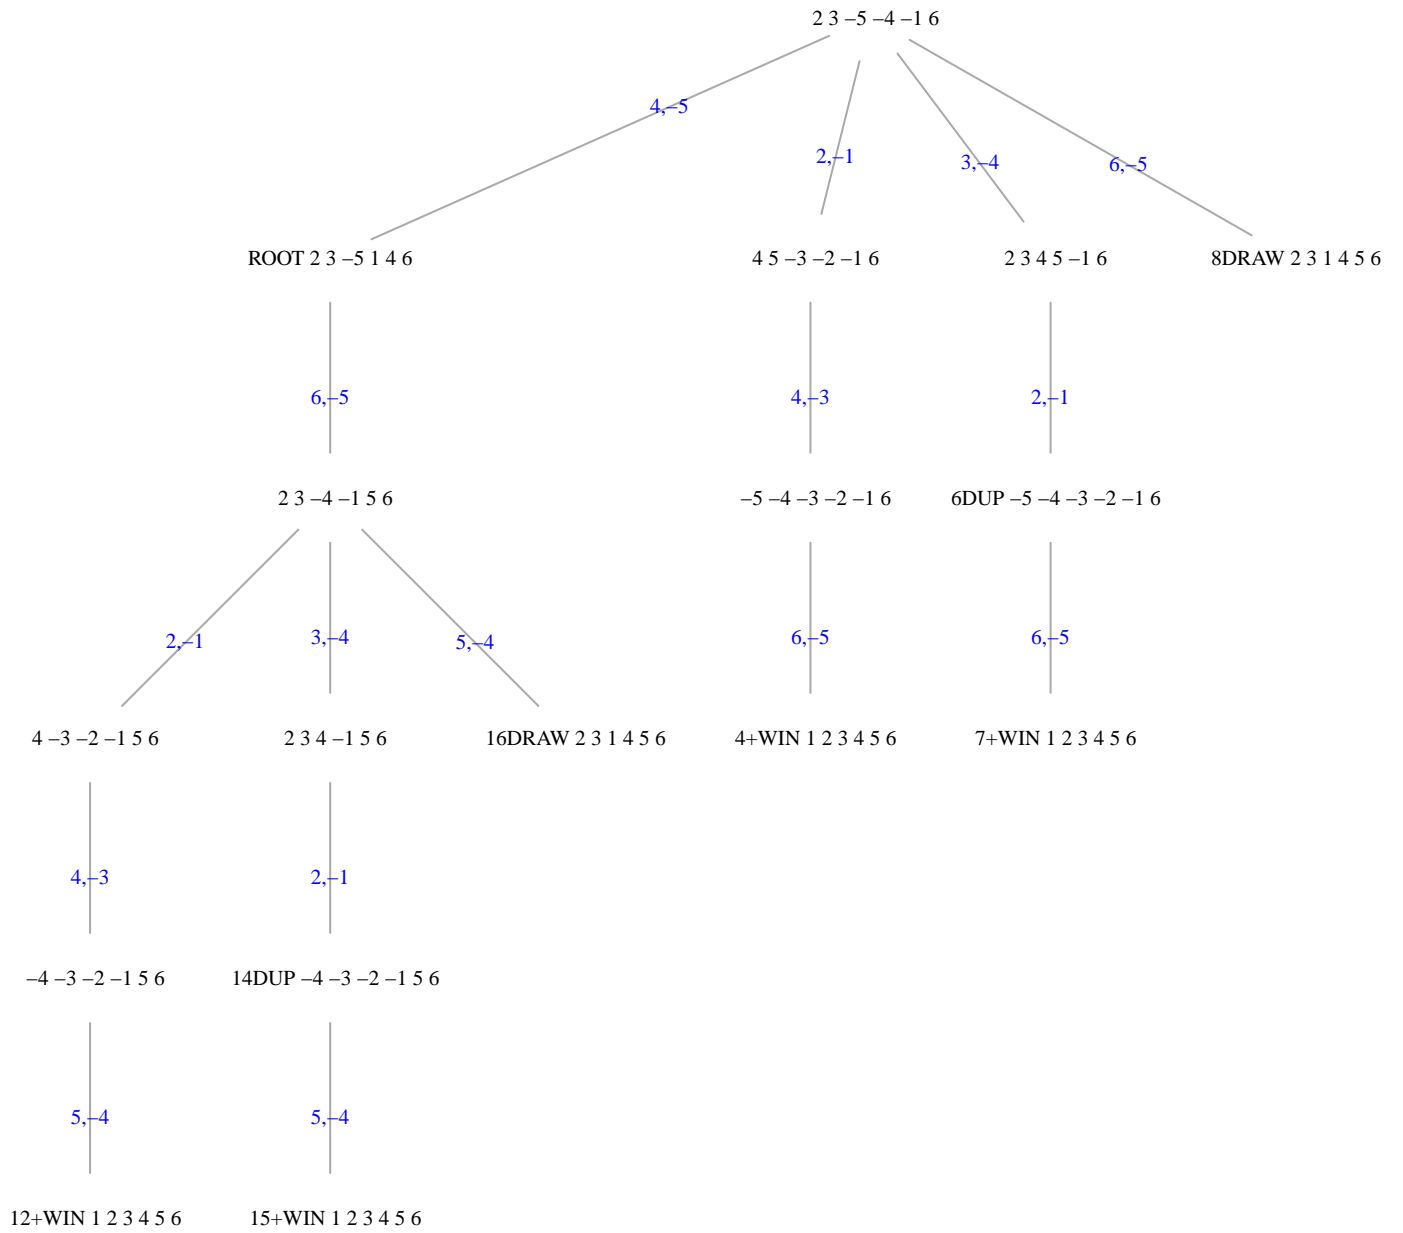 2 3 –5 –4 –1 6
4,–5
2,–1
3,–4
6,–5
ROOT 2 3 –5 1 4 6
4 5 –3 –2 –1 6
2 3 4 5 –1 6
8DRAW 2 3 1 4 5 6
6,–5
4,–3
2,–1
2 3 –4 –1 5 6
–5 –4 –3 –2 –1 6
6DUP –5 –4 –3 –2 –1 6
2,–1
3,–4
5,–4
6,–5
6,–5
4 –3 –2 –1 5 6
2 3 4 –1 5 6
16DRAW 2 3 1 4 5 6
4+WIN 1 2 3 4 5 6
7+WIN 1 2 3 4 5 6
4,–3
2,–1
–4 –3 –2 –1 5 6
14DUP –4 –3 –2 –1 5 6
5,–4
5,–4
12+WIN 1 2 3 4 5 6
15+WIN 1 2 3 4 5 6